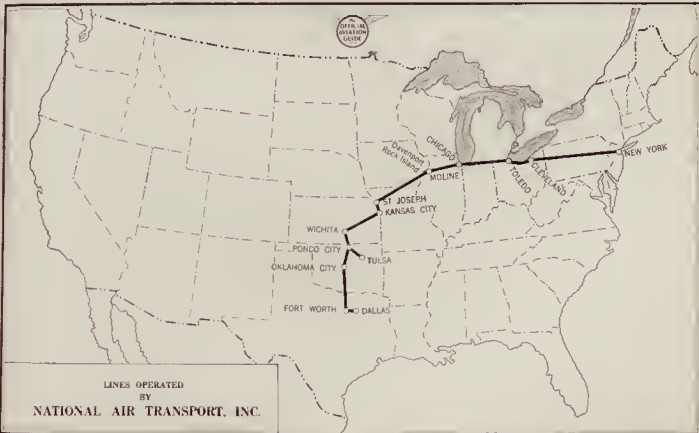 The
OFFICIAL
AVIATION
GUIDE
NEW YORK
CLEVELAND
TOLEDO
CHICAGO
Davenport
Rock Island
MOLINE
ST JOSEPH
KANSAS CITY
WICHITA
PONCO CITY
TULSA
OKLAHOMA CITY
FORT WORTH
DALLAS
LINES OPERATED
BY
NATIONAL AIR TRANSPORT, INC.